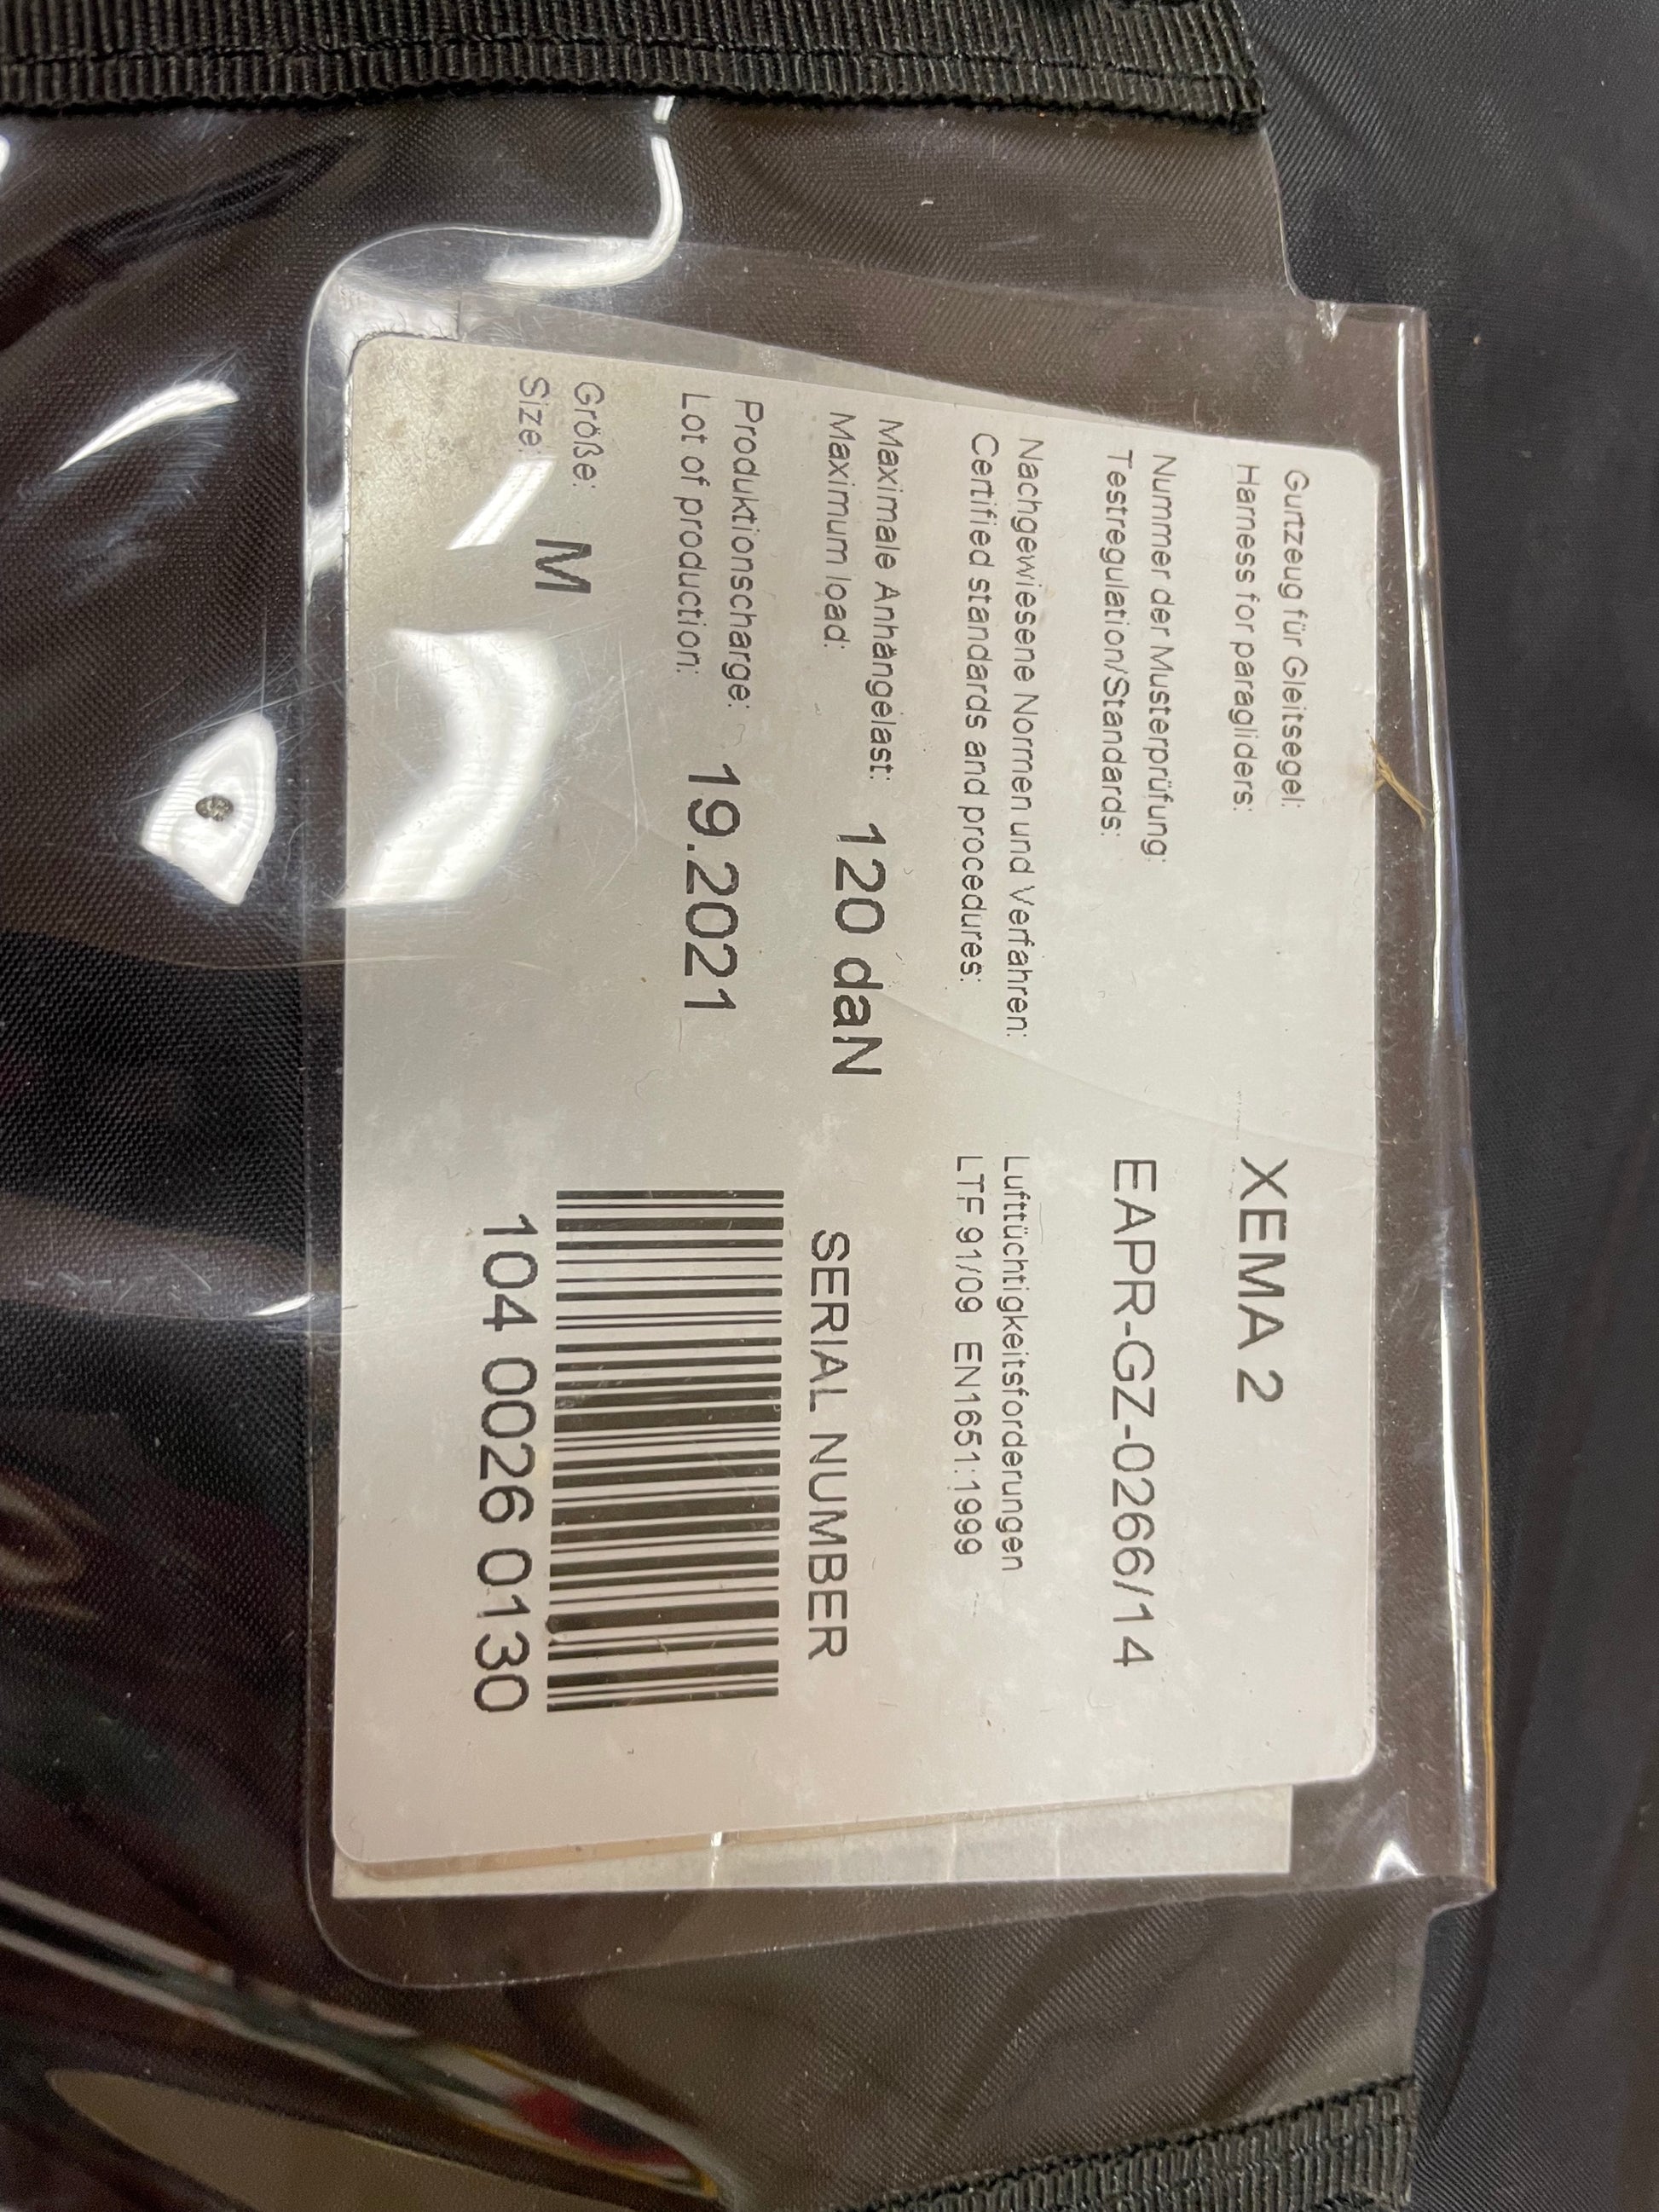 Gurtzeug für Gleitsegel:
Harness for paragliders: XEMA 2
Nummer der Musterprüfung:
Testregulation/Standards: EAPR-GZ-0266/14
Nachgewiesene Normen und Verfahren: Lufttüchtigkeitsforderungen
Certified standards and procedures: LTF 91/09 EN1651:1999
Maximale Anhängelast:
Maximum load: 120 daN
SERIAL NUMBER
Produktionscharge:
Lot of production: 19.2021
Größe:
Size: M
104 0026 0130